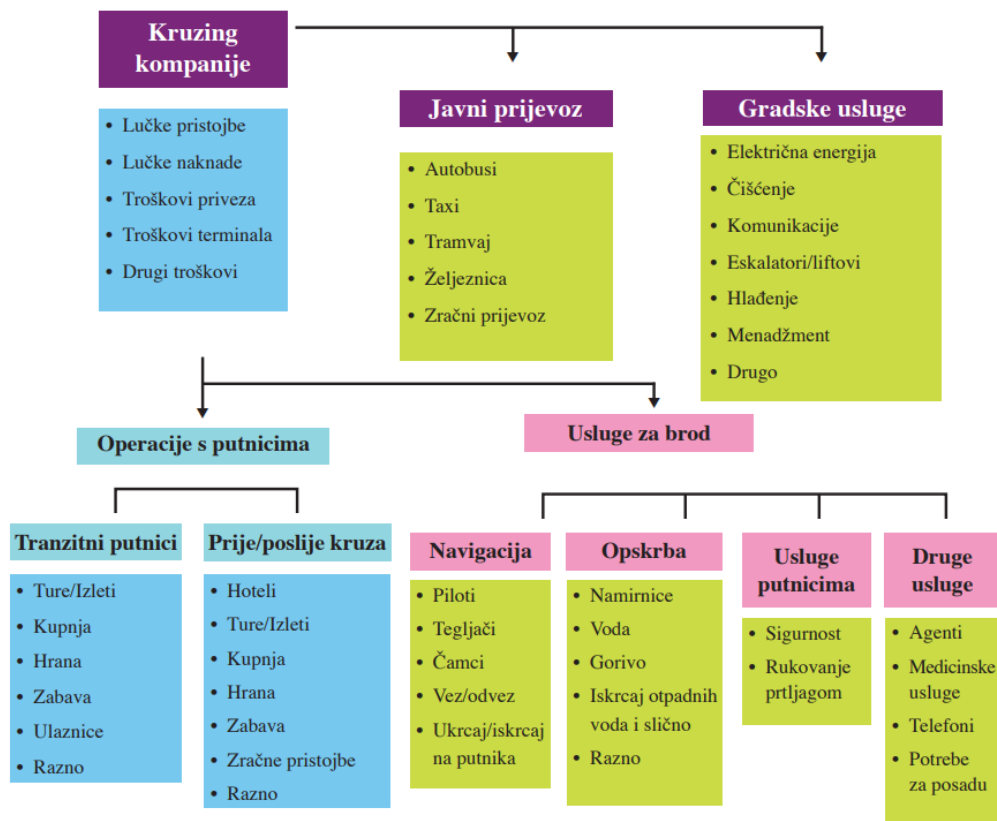 Kruzing
kompanije
• Lučke pristojbe
• Lučke naknade
• Troškovi priveza
• Troškovi terminala
• Drugi troškovi
Javni prijevoz
• Autobusi
• Taxi
• Tramvaj
• Željeznica
• Zračni prijevoz
Gradske usluge
• Električna energija
• Čišćenje
• Komunikacije
• Eskalatori/liftovi
• Hlađenje
• Menadžment
• Drugo
Operacije s putnicima
Usluge za brod
Tranzitni putnici
• Ture/Izleti
• Kupnja
• Hrana
• Zabava
• Ulaznice
• Razno
Prije/poslije kruza
• Hoteli
• Ture/Izleti
• Kupnja
• Hrana
• Zabava
• Zračne pristojbe
• Razno
Navigacija
• Piloti
• Tegljači
• Čamci
• Vez/odvez
• Ukrcaj/iskrcaj
na putnika
Opskrba
• Namirnice
• Voda
• Gorivo
• Iskrcaj otpadnih
voda i slično
• Razno
Usluge
putnicima
• Sigurnost
• Rukovanje
prtljagom
Druge
usluge
• Agenti
• Medicinske
usluge
• Telefoni
• Potrebe
za posadu